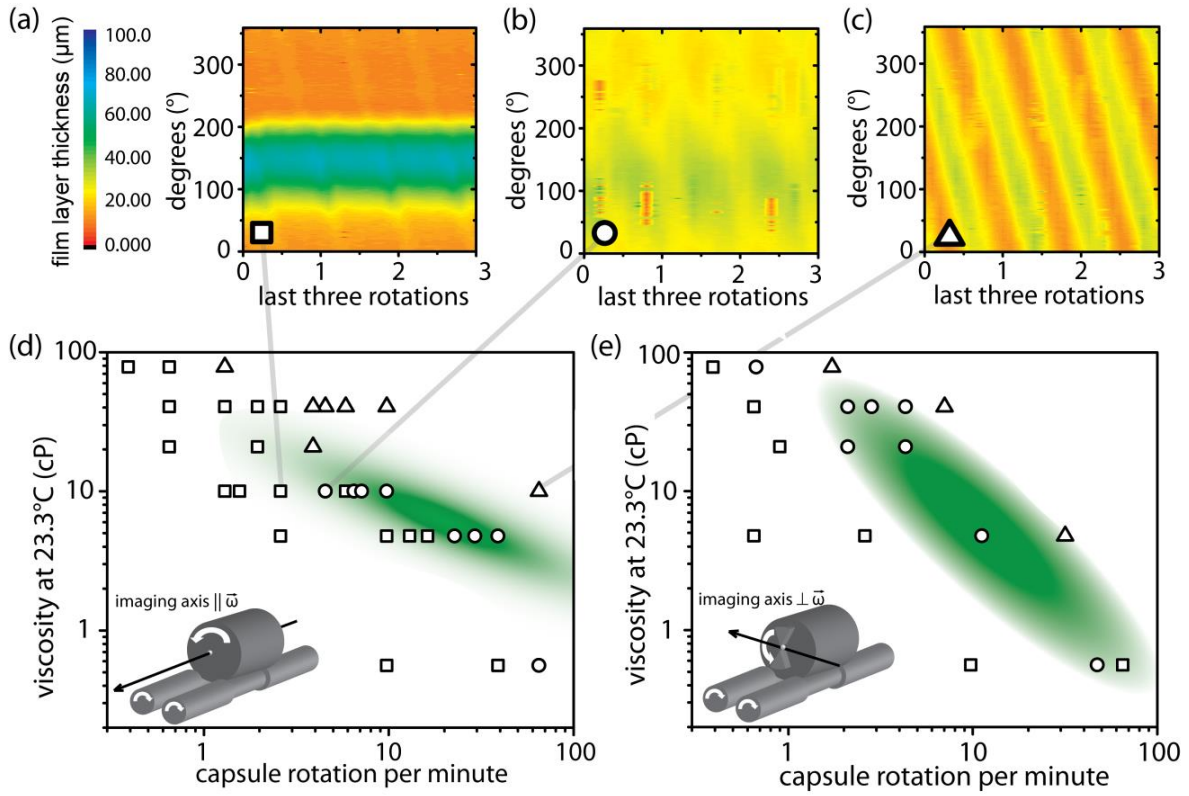 (a)
film layer thickness (µm)
100.0
80.00
60.00
40.00
20.00
0.000
degrees (°)
300
200
100
0
0 1 2 3
last three rotations
(b)
degrees (°)
300
200
100
0
0 1 2 3
last three rotations
(c)
degrees (°)
300
200
100
0
0 1 2 3
last three rotations
(d)
viscosity at 23.3°C (cP)
100
10
1
imaging axis || ω⃗
1 10 100
capsule rotation per minute
(e)
viscosity at 23.3°C (cP)
100
10
1
imaging axis ⊥ ω⃗
1 10 100
capsule rotation per minute